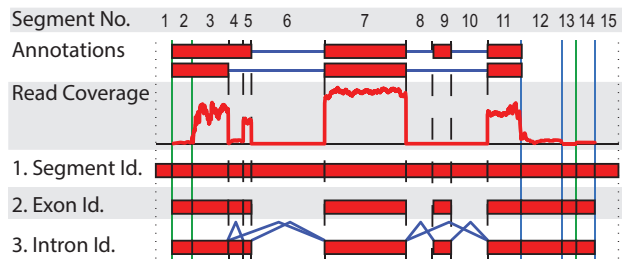 Segment No. 1 2 3 4 5 6 7 8 9 10 11 12 13 14 15
Annotations
Read Coverage
1. Segment Id.
2. Exon Id.
3. Intron Id.